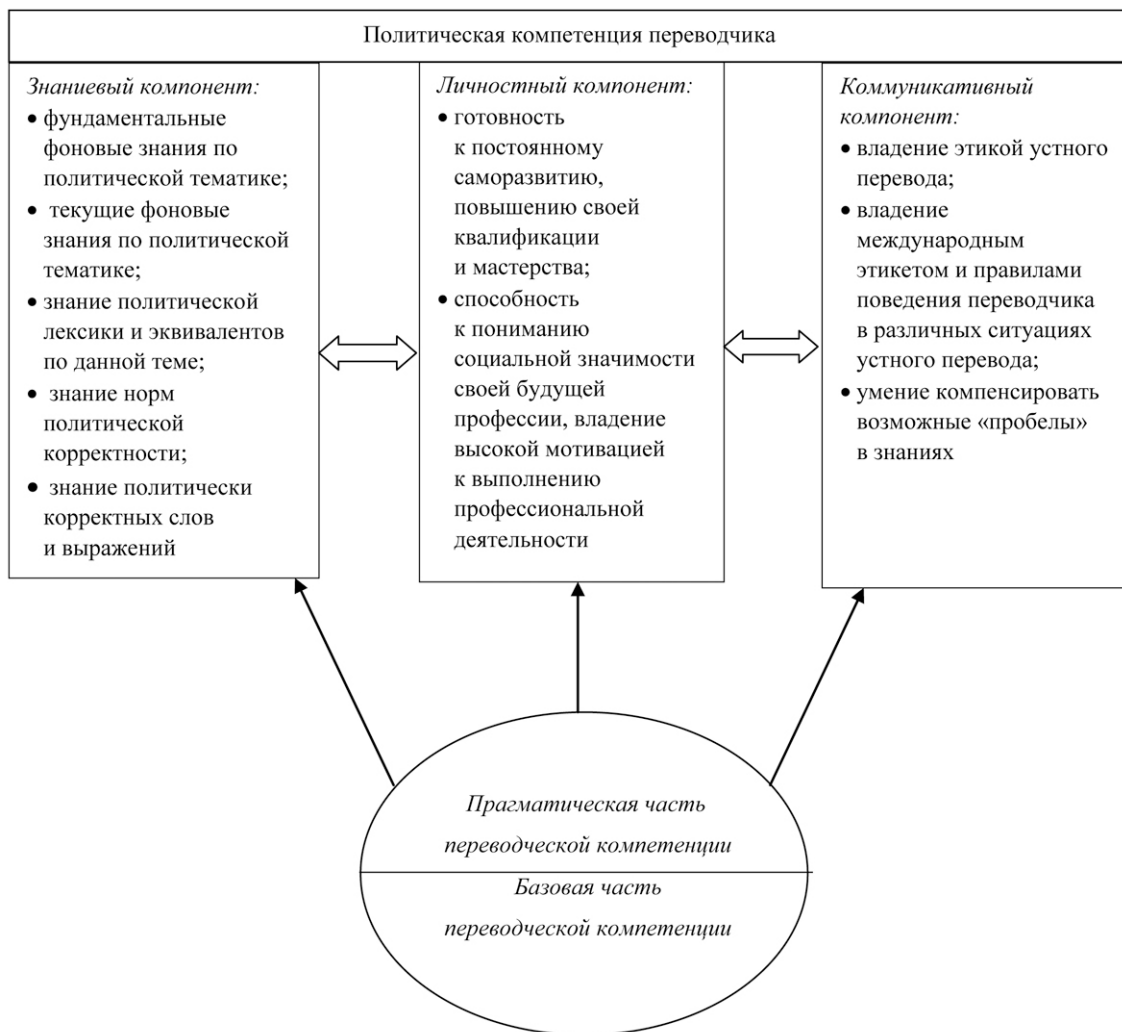 Политическая компетенция переводчика
Знаниевый компонент:
• фундаментальные
фоновые знания по
политической тематике;
• текущие фоновые
знания по политической
тематике;
• знание политической
лексики и эквивалентов
по данной теме;
• знание норм
политической
корректности;
• знание политически
корректных слов
и выражений
Личностный компонент:
• готовность
к постоянному
саморазвитию,
повышению своей
квалификации
и мастерства;
• способность
к пониманию
социальной значимости
своей будущей
профессии, владение
высокой мотивацией
к выполнению
профессиональной
деятельности
Коммуникативный
компонент:
• владение этикой устного
перевода;
• владение
международным
этикетом и правилами
поведения переводчика
в различных ситуациях
устного перевода;
• умение компенсировать
возможные «пробелы»
в знаниях
Прагматическая часть
переводческой компетенции
Базовая часть
переводческой компетенции